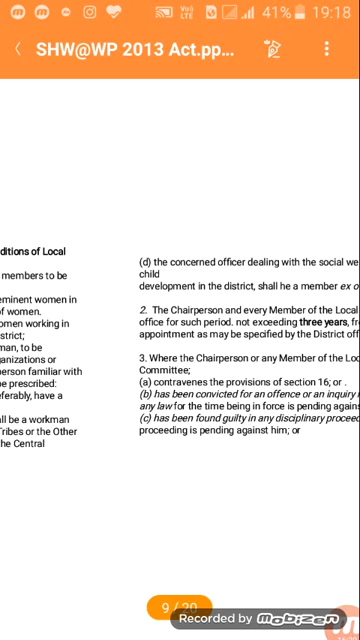 41% 19:18
SHW@WP 2013 Act.pp...
ditions of Local
members to be
eminent women in
of women.
omen working in
strict;
man, to be
ganizations or
erson familiar with
be prescribed:
eferably, have a
all be a workman
Tribes or the Other
he Central
(d) the concerned officer dealing with the social we
child
development in the district, shall he a member ex o
2. The Chairperson and every Member of the Local
office for such period. not exceeding three years, fr
appointment as may be specified by the District off
3. Where the Chairperson or any Member of the Loc
Committee;
(a) contravenes the provisions of section 16; or .
(b) has been convicted for an offence or an inquiry
any law for the time being in force is pending again
(c) has been found guilty in any disciplinary procee
proceeding is pending against him; or
9 / 20
Recorded by Mobizen